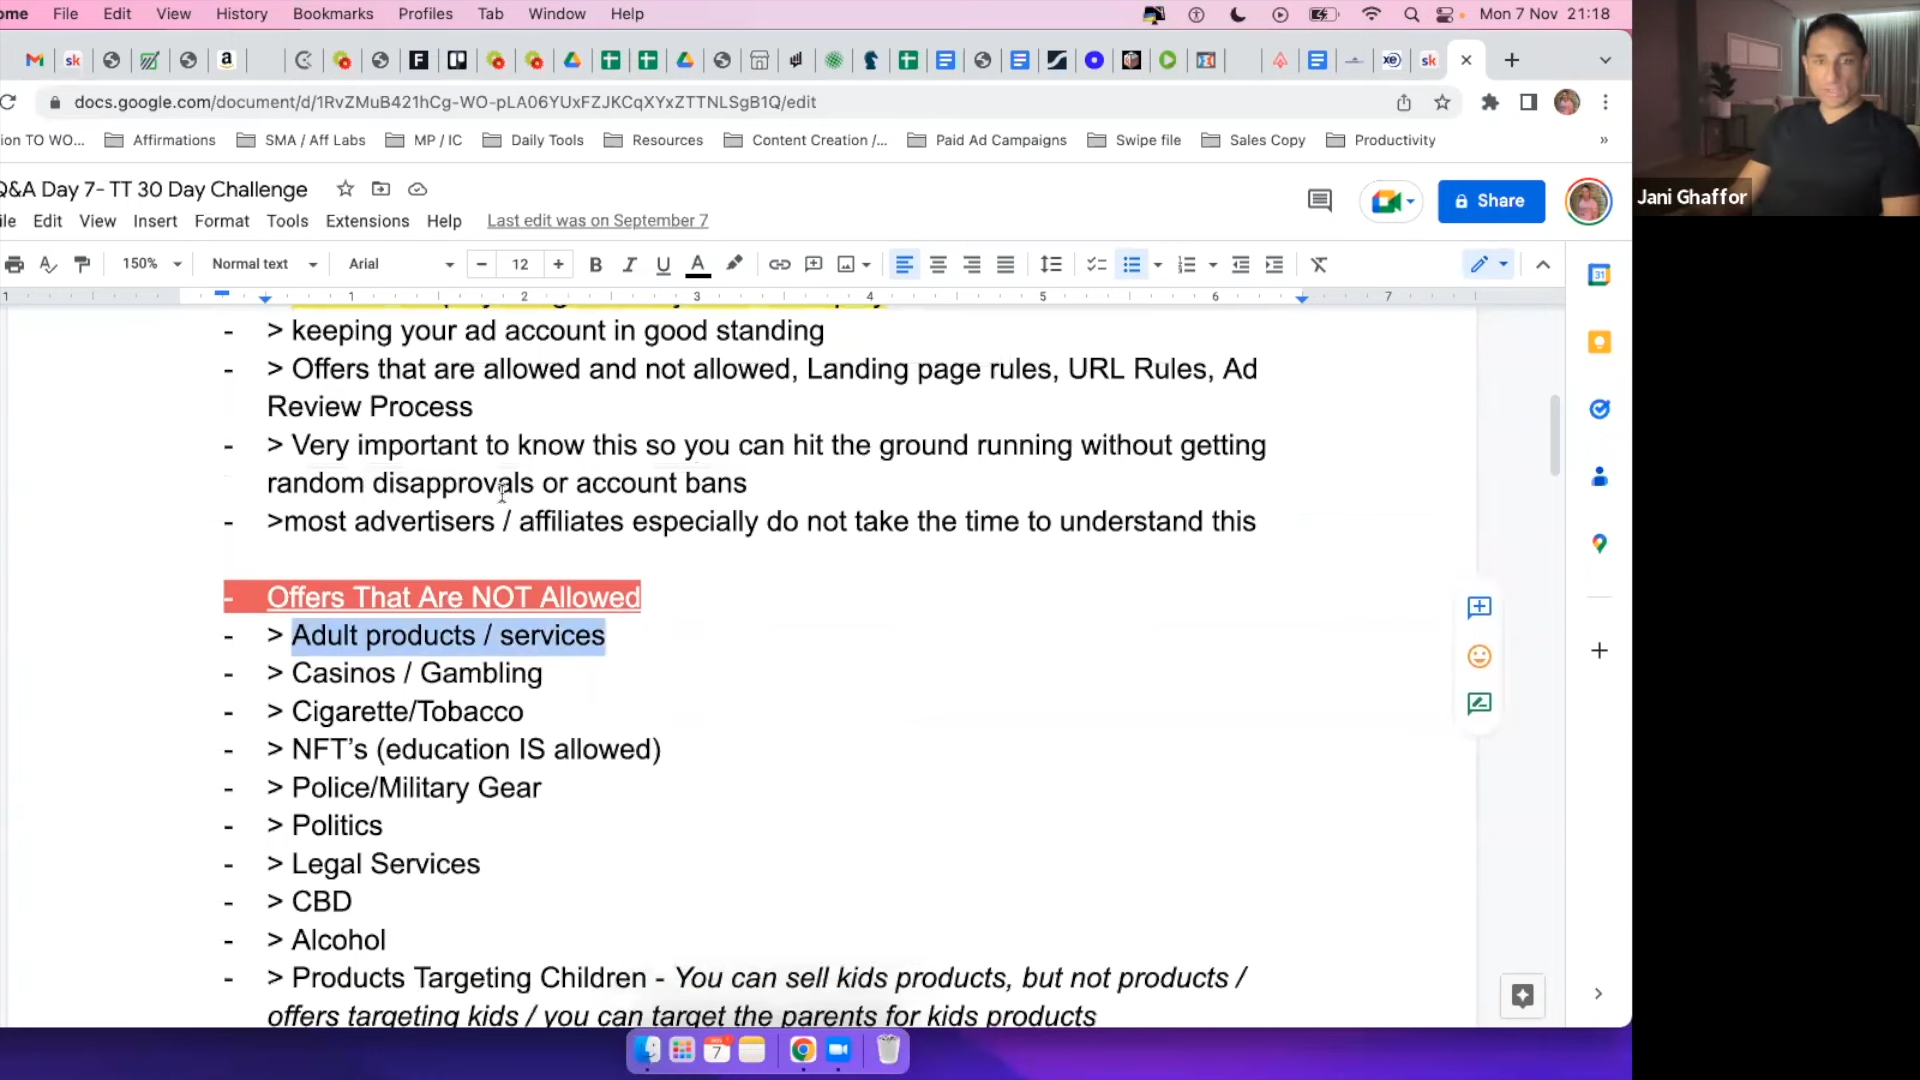 ome File Edit View History Bookmarks Profiles Tab Window Help Mon 7 Nov 21:18
docs.google.com/document/d/1RvZMuB421hCg-WO-pLA06YUxFZJKCqXYxZTTNLSgB1Q/edit
ion TO WO... Affirmations SMA / Aff Labs MP / IC Daily Tools Resources Content Creation /... Paid Ad Campaigns Swipe file Sales Copy Productivity »
Q&A Day 7- TT 30 Day Challenge
Share
Jani Ghaffor
ile Edit View Insert Format Tools Extensions Help Last edit was on September 7
150% Normal text Arial 12
1 1 2 3 4 5 6 7
- > keeping your ad account in good standing
- > Offers that are allowed and not allowed, Landing page rules, URL Rules, Ad
Review Process
- > Very important to know this so you can hit the ground running without getting
random disapprovals or account bans
- >most advertisers / affiliates especially do not take the time to understand this
- Offers That Are NOT Allowed
- > Adult products / services
- > Casinos / Gambling
- > Cigarette/Tobacco
- > NFT’s (education IS allowed)
- > Police/Military Gear
- > Politics
- > Legal Services
- > CBD
- > Alcohol
- > Products Targeting Children - You can sell kids products, but not products /
offers targeting kids / you can target the parents for kids products